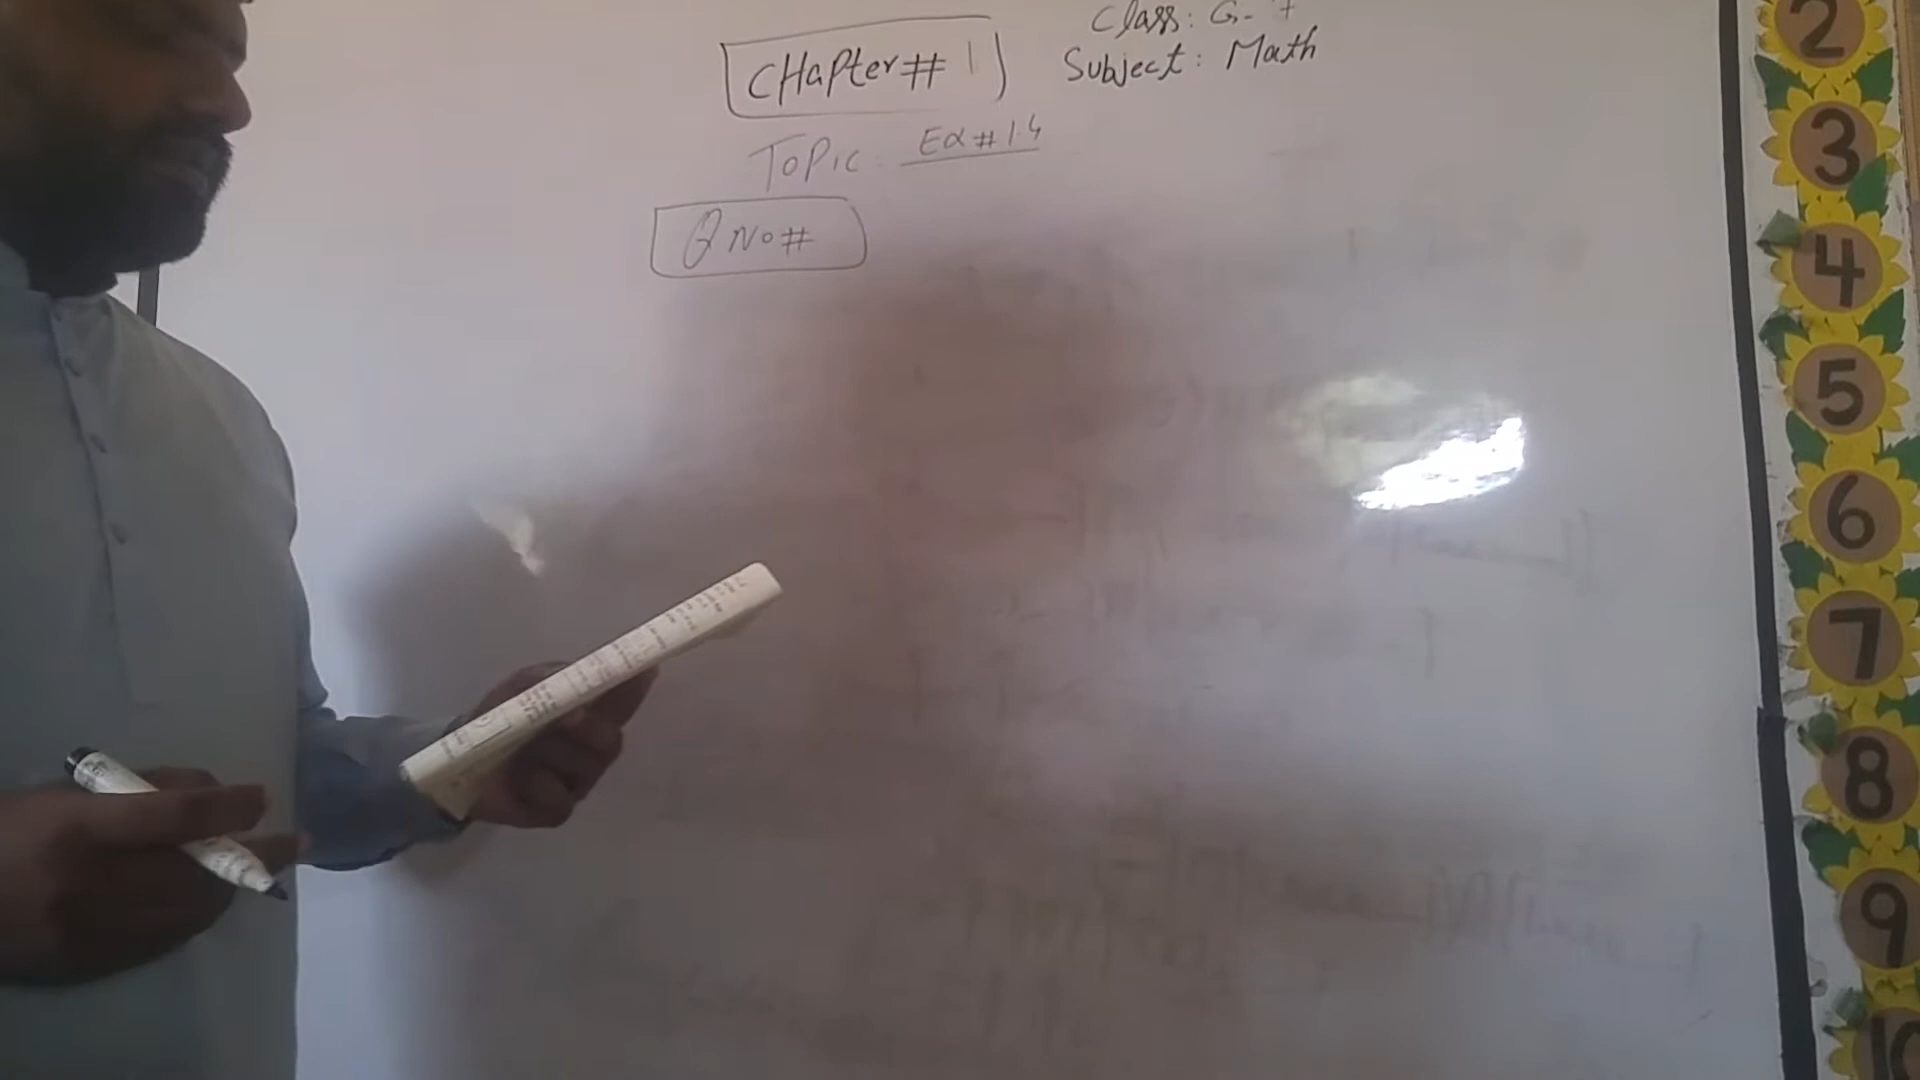 Class: G-7
CHapter# 1
Subject: Math
ToPic: Ex#1.4
Q No#
2
3
4
5
6
7
8
9
10